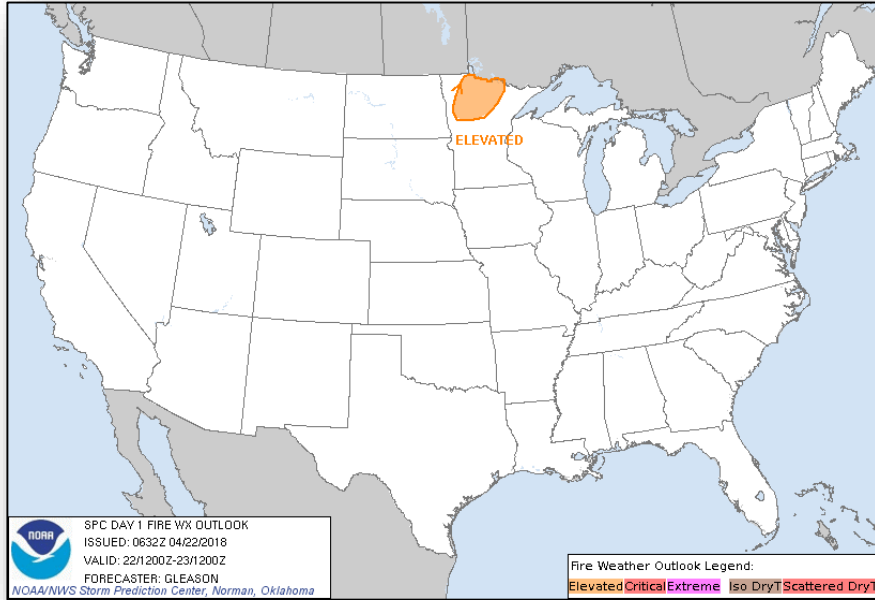 ELEVATED
NOAA
SPC DAY 1 FIRE WX OUTLOOK
ISSUED: 0632Z 04/22/2018
VALID: 22/1200Z-23/1200Z
FORECASTER: GLEASON
NOAA/NWS Storm Prediction Center, Norman, Oklahoma
Fire Weather Outlook Legend:
Elevated Critical Extreme Iso DryT Scattered DryT